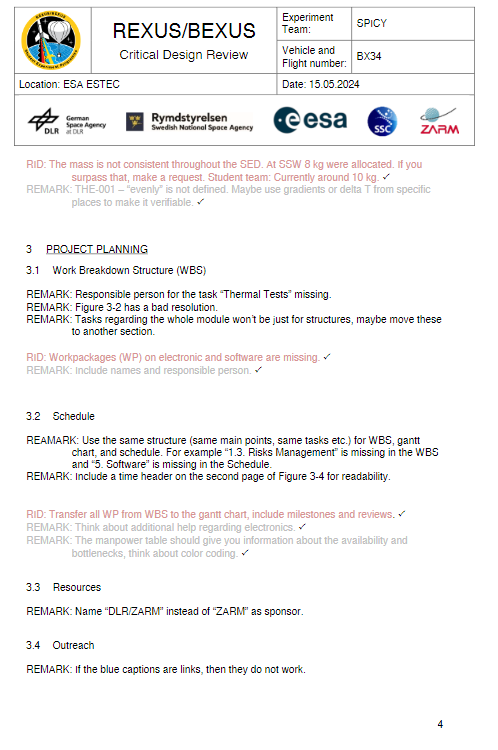 REXUS/BEXUS
Critical Design Review
Experiment Team:
SPICY
Vehicle and Flight number:
BX34
Location: ESA ESTEC
Date: 15.05.2024
DLR
German
Space Agency
at DLR
Rymdstyrelsen
Swedish National Space Agency
esa
SSC
ZARM
RID: The mass is not consistent throughout the SED. At SSW 8 kg were allocated. If you
surpass that, make a request. Student team: Currently around 10 kg. ✓
REMARK: THE-001 – “evenly” is not defined. Maybe use gradients or delta T from specific
places to make it verifiable. ✓
3 PROJECT PLANNING
3.1 Work Breakdown Structure (WBS)
REMARK: Responsible person for the task “Thermal Tests” missing.
REMARK: Figure 3-2 has a bad resolution.
REMARK: Tasks regarding the whole module won’t be just for structures, maybe move these
to another section.
RID: Workpackages (WP) on electronic and software are missing. ✓
REMARK: Include names and responsible person. ✓
3.2 Schedule
REAMARK: Use the same structure (same main points, same tasks etc.) for WBS, gantt
chart, and schedule. For example “1.3. Risks Management” is missing in the WBS
and “5. Software” is missing in the Schedule.
REMARK: Include a time header on the second page of Figure 3-4 for readability.
RID: Transfer all WP from WBS to the gantt chart, include milestones and reviews. ✓
REMARK: Think about additional help regarding electronics. ✓
REMARK: The manpower table should give you information about the availability and
bottlenecks, think about color coding. ✓
3.3 Resources
REMARK: Name “DLR/ZARM” instead of “ZARM” as sponsor.
3.4 Outreach
REMARK: If the blue captions are links, then they do not work.
4